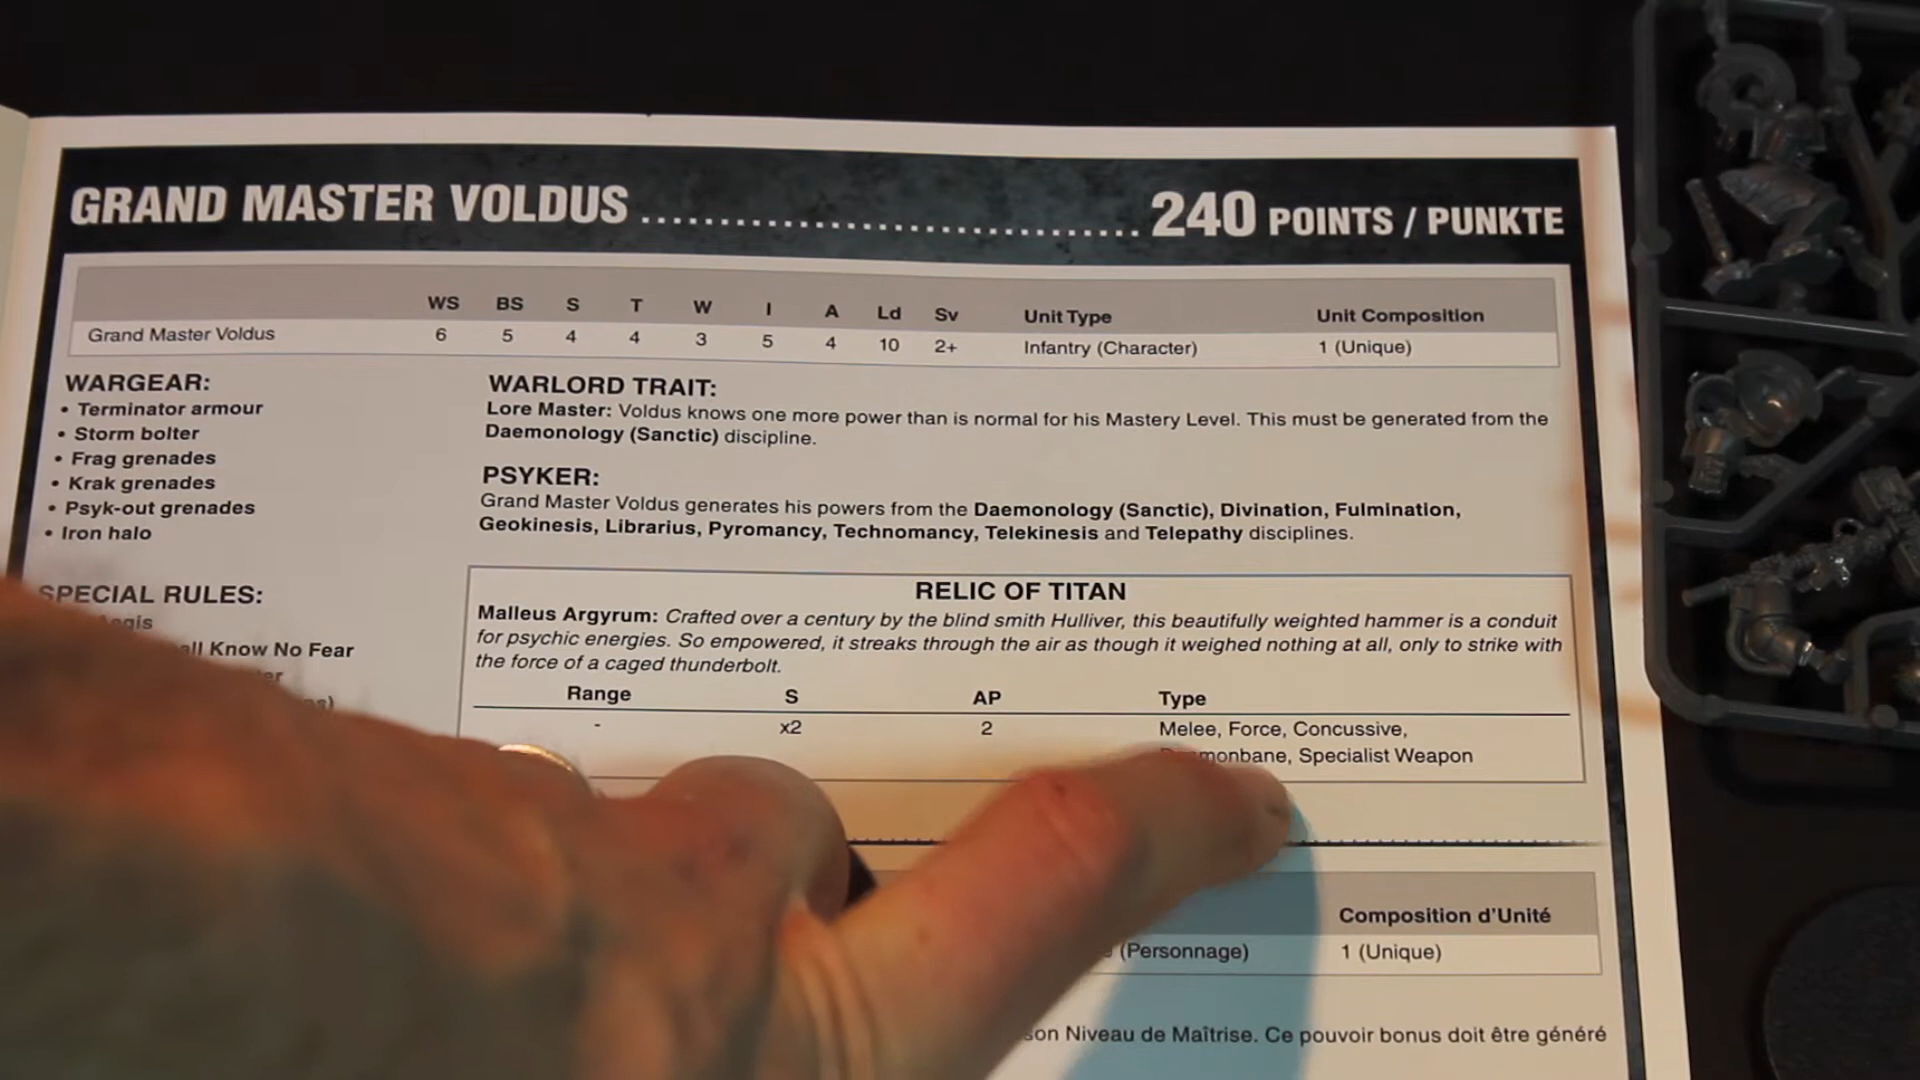 GRAND MASTER VOLDUS ........................................ 240 POINTS / PUNKTE
WS BS S T W I A Ld Sv Unit Type Unit Composition
Grand Master Voldus 6 5 4 4 3 5 4 10 2+ Infantry (Character) 1 (Unique)
WARGEAR:
• Terminator armour
• Storm bolter
• Frag grenades
• Krak grenades
• Psyk-out grenades
• Iron halo
SPECIAL RULES:
Know No Fear
WARLORD TRAIT:
Lore Master: Voldus knows one more power than is normal for his Mastery Level. This must be generated from the
Daemonology (Sanctic) discipline.
PSYKER:
Grand Master Voldus generates his powers from the Daemonology (Sanctic), Divination, Fulmination,
Geokinesis, Librarius, Pyromancy, Technomancy, Telekinesis and Telepathy disciplines.
RELIC OF TITAN
Malleus Argyrum: Crafted over a century by the blind smith Hulliver, this beautifully weighted hammer is a conduit
for psychic energies. So empowered, it streaks through the air as though it weighed nothing at all, only to strike with
the force of a caged thunderbolt.
Range S AP Type
- x2 2 Melee, Force, Concussive,
Specialist Weapon
Composition d'Unité
(Personnage) 1 (Unique)
son Niveau de Maîtrise. Ce pouvoir bonus doit être généré